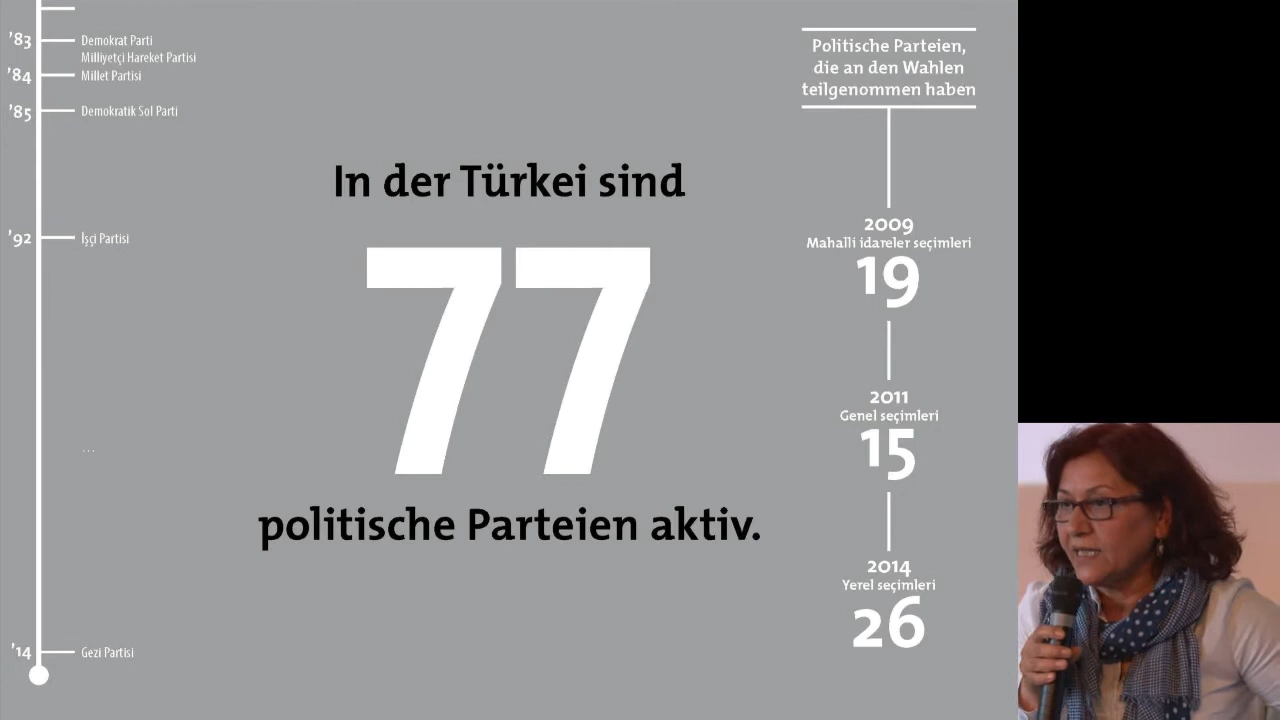 '83
Demokrat Parti
Milliyetçi Hareket Partisi
'84
Millet Partisi
'85
Demokratik Sol Parti
'92
İşçi Partisi
...
'14
Gezi Partisi
In der Türkei sind
77
politische Parteien aktiv.
Politische Parteien,
die an den Wahlen
teilgenommen haben
2009
Mahalli idareler seçimleri
19
2011
Genel seçimleri
15
2014
Yerel seçimleri
26